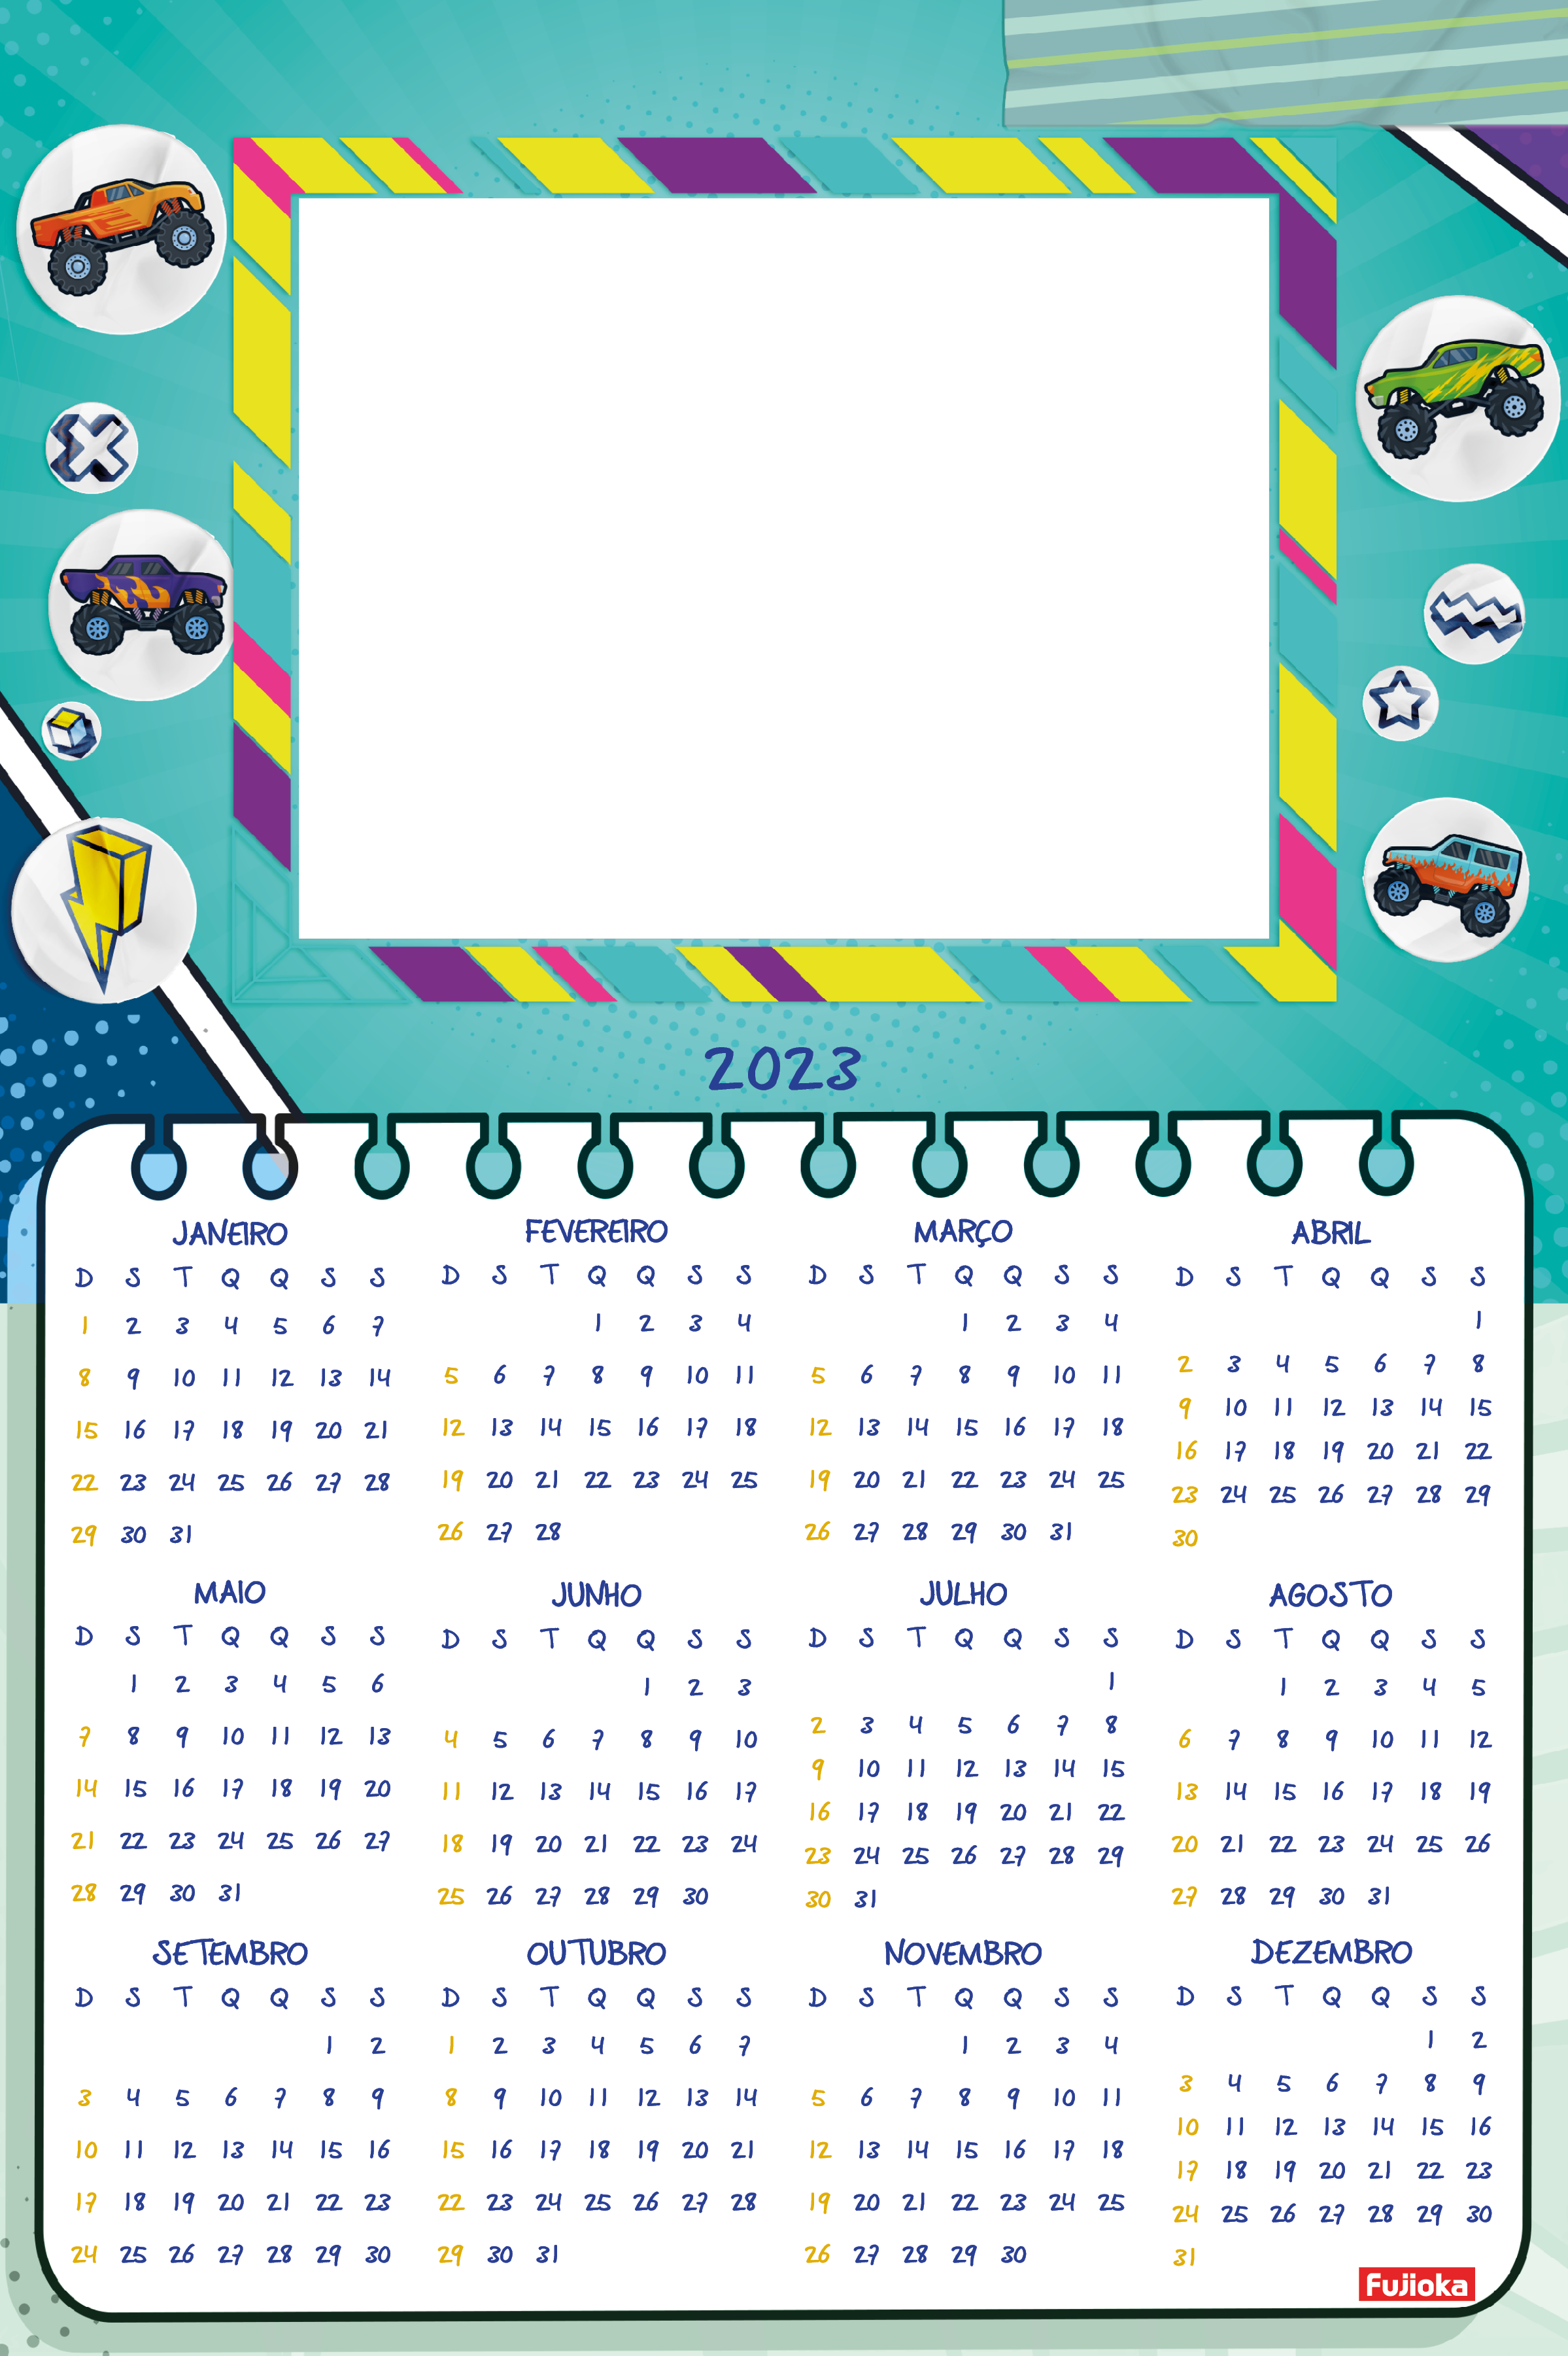 2023
JANEIRO
D S T Q Q S S
1 2 3 4 5 6 7
8 9 10 11 12 13 14
15 16 17 18 19 20 21
22 23 24 25 26 27 28
29 30 31
FEVEREIRO
D S T Q Q S S
1 2 3 4
5 6 7 8 9 10 11
12 13 14 15 16 17 18
19 20 21 22 23 24 25
26 27 28
MARÇO
D S T Q Q S S
1 2 3 4
5 6 7 8 9 10 11
12 13 14 15 16 17 18
19 20 21 22 23 24 25
26 27 28 29 30 31
ABRIL
D S T Q Q S S
1
2 3 4 5 6 7 8
9 10 11 12 13 14 15
16 17 18 19 20 21 22
23 24 25 26 27 28 29
30
MAIO
D S T Q Q S S
1 2 3 4 5 6
7 8 9 10 11 12 13
14 15 16 17 18 19 20
21 22 23 24 25 26 27
28 29 30 31
JUNHO
D S T Q Q S S
1 2 3
4 5 6 7 8 9 10
11 12 13 14 15 16 17
18 19 20 21 22 23 24
25 26 27 28 29 30
JULHO
D S T Q Q S S
1
2 3 4 5 6 7 8
9 10 11 12 13 14 15
16 17 18 19 20 21 22
23 24 25 26 27 28 29
30 31
AGOSTO
D S T Q Q S S
1 2 3 4 5
6 7 8 9 10 11 12
13 14 15 16 17 18 19
20 21 22 23 24 25 26
27 28 29 30 31
SETEMBRO
D S T Q Q S S
1 2
3 4 5 6 7 8 9
10 11 12 13 14 15 16
17 18 19 20 21 22 23
24 25 26 27 28 29 30
OUTUBRO
D S T Q Q S S
1 2 3 4 5 6 7
8 9 10 11 12 13 14
15 16 17 18 19 20 21
22 23 24 25 26 27 28
29 30 31
NOVEMBRO
D S T Q Q S S
1 2 3 4
5 6 7 8 9 10 11
12 13 14 15 16 17 18
19 20 21 22 23 24 25
26 27 28 29 30
DEZEMBRO
D S T Q Q S S
1 2
3 4 5 6 7 8 9
10 11 12 13 14 15 16
17 18 19 20 21 22 23
24 25 26 27 28 29 30
31
Fujioka